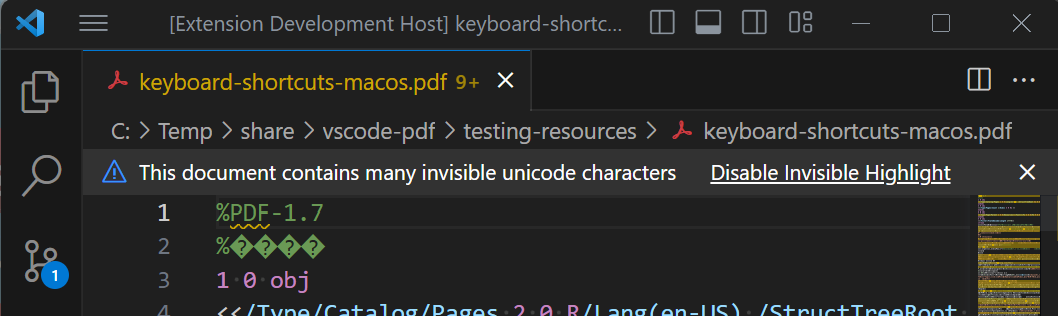 [Extension Development Host] keyboard-shortc...
keyboard-shortcuts-macos.pdf 9+
C: > Temp > share > vscode-pdf > testing-resources > keyboard-shortcuts-macos.pdf
This document contains many invisible unicode characters Disable Invisible Highlight
1 %PDF-1.7
2 %����
3 1 0 obj
1
4 <</Type/Catalog/Pages 2 0 R/Lang(en-US) /StructTreeRoot